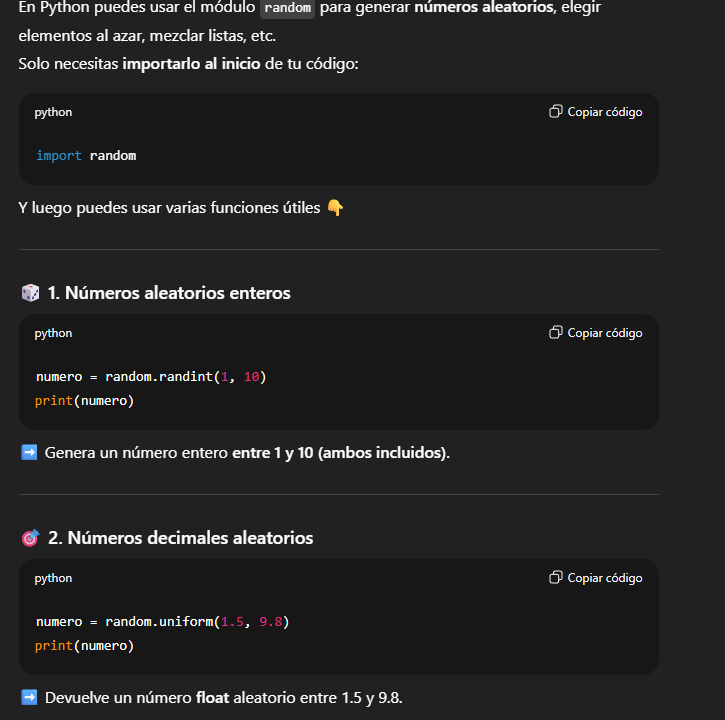 En Python puedes usar el módulo random para generar números aleatorios, elegir
elementos al azar, mezclar listas, etc.
Solo necesitas importarlo al inicio de tu código:
python
Copiar código
import random
Y luego puedes usar varias funciones útiles 👇
🎲 1. Números aleatorios enteros
python
Copiar código
numero = random.randint(1, 10)
print(numero)
➡️ Genera un número entero entre 1 y 10 (ambos incluidos).
🎯 2. Números decimales aleatorios
python
Copiar código
numero = random.uniform(1.5, 9.8)
print(numero)
➡️ Devuelve un número float aleatorio entre 1.5 y 9.8.